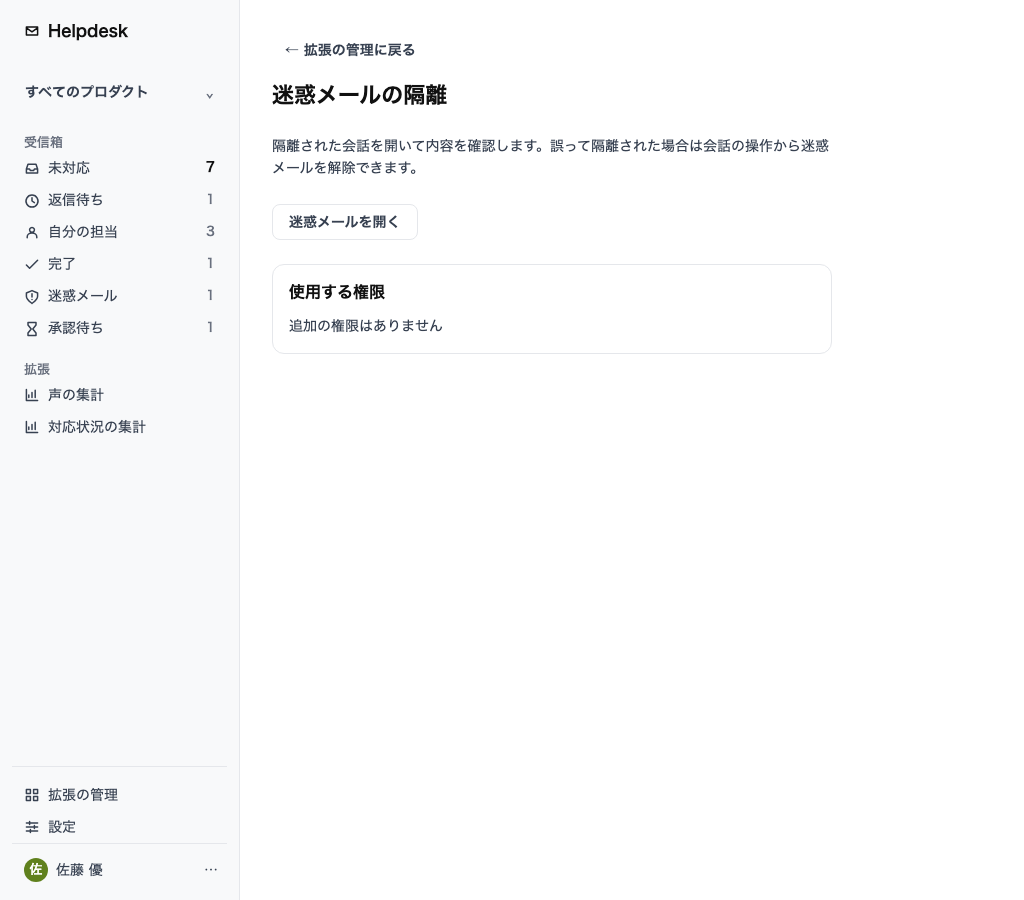 Helpdesk
すべてのプロダクト
受信箱
未対応 7
返信待ち 1
自分の担当 3
完了 1
迷惑メール 1
承認待ち 1
拡張
声の集計
対応状況の集計
拡張の管理
設定
佐 佐藤 優 …
← 拡張の管理に戻る
迷惑メールの隔離
隔離された会話を開いて内容を確認します。誤って隔離された場合は会話の操作から迷惑
メールを解除できます。
迷惑メールを開く
使用する権限
追加の権限はありません